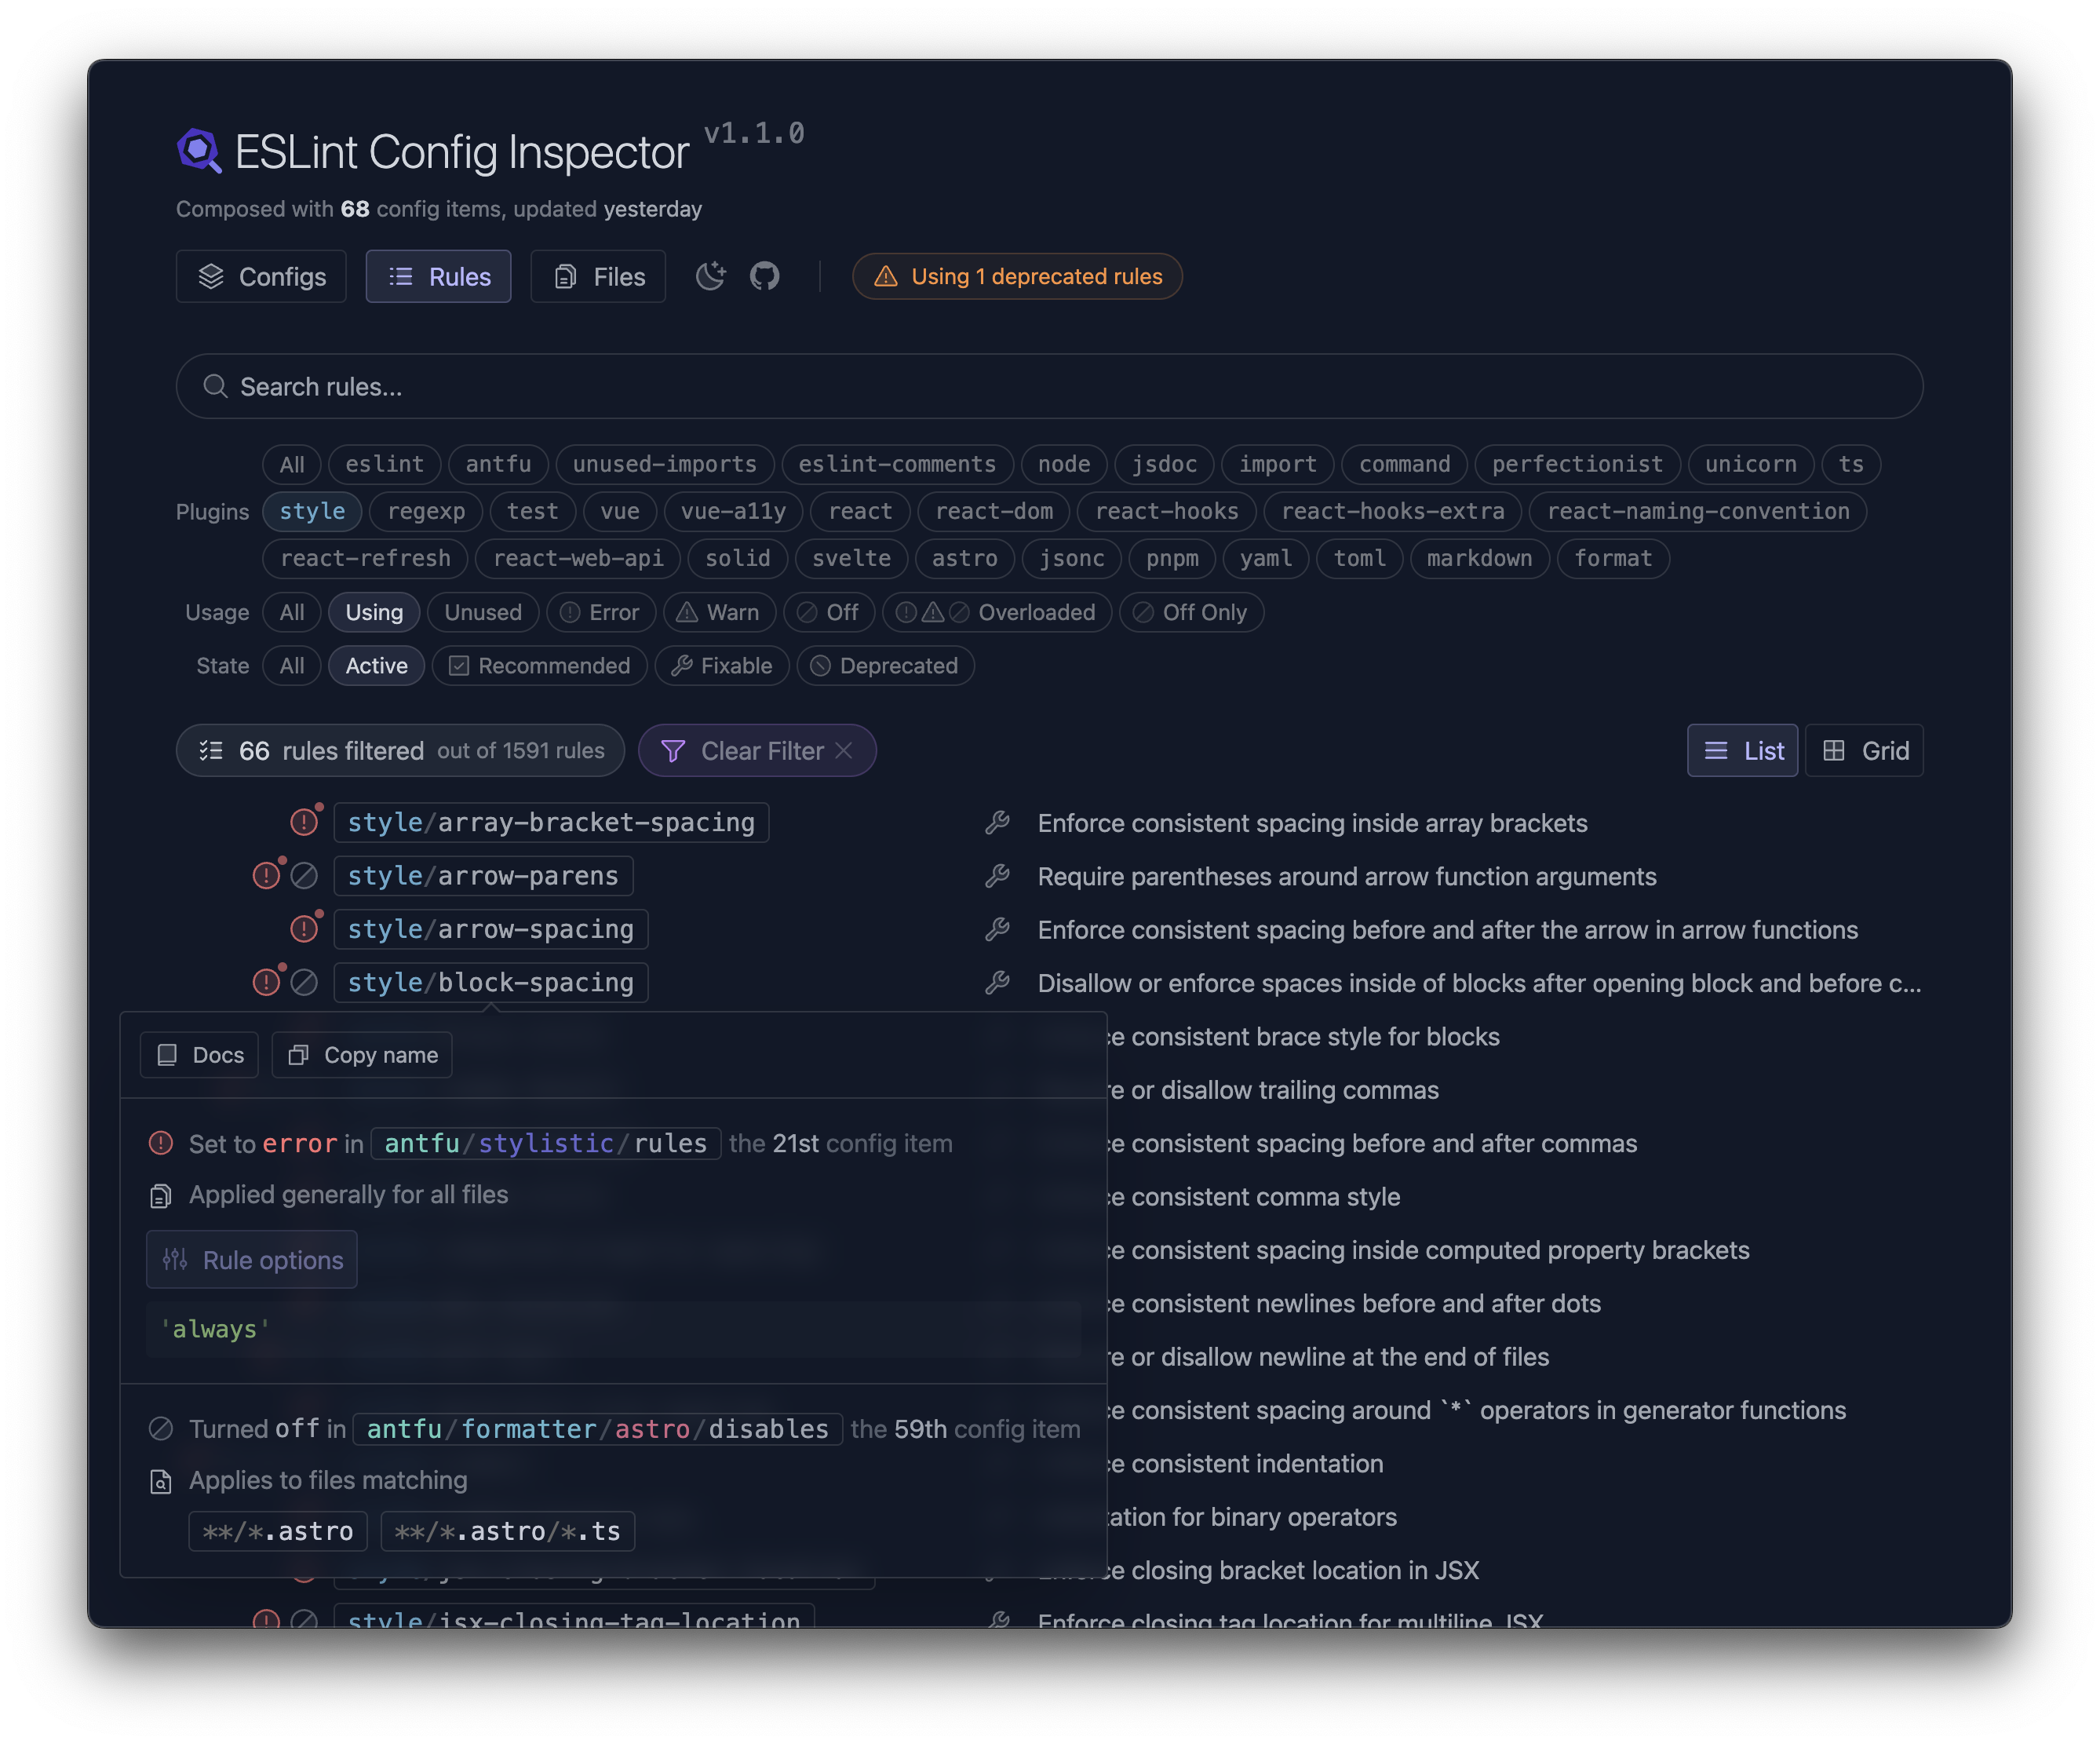 ESLint Config Inspector v1.1.0
Composed with 68 config items, updated yesterday
Configs Rules Files Using 1 deprecated rules
Search rules...
All eslint antfu unused-imports eslint-comments node jsdoc import command perfectionist unicorn ts
Plugins style regexp test vue vue-a11y react react-dom react-hooks react-hooks-extra react-naming-convention
react-refresh react-web-api solid svelte astro jsonc pnpm yaml toml markdown format
Usage All Using Unused Error Warn Off Overloaded Off Only
State All Active Recommended Fixable Deprecated
66 rules filtered out of 1591 rules Clear Filter List Grid
style/array-bracket-spacing Enforce consistent spacing inside array brackets
style/arrow-parens Require parentheses around arrow function arguments
style/arrow-spacing Enforce consistent spacing before and after the arrow in arrow functions
style/block-spacing Disallow or enforce spaces inside of blocks after opening block and before c...
ce consistent brace style for blocks
Docs Copy name
re or disallow trailing commas
Set to error in antfu/stylistic/rules the 21st config item
ce consistent spacing before and after commas
Applied generally for all files
ce consistent comma style
Rule options
ce consistent spacing inside computed property brackets
ce consistent newlines before and after dots
'always'
re or disallow newline at the end of files
ce consistent spacing around `*` operators in generator functions
Turned off in antfu/formatter/astro/disables the 59th config item
ce consistent indentation
Applies to files matching
**/*.astro **/*.astro/*.ts
tation for binary operators
Enforce closing bracket location in JSX
style/jsx-closing-tag-location Enforce closing tag location for multiline JSX